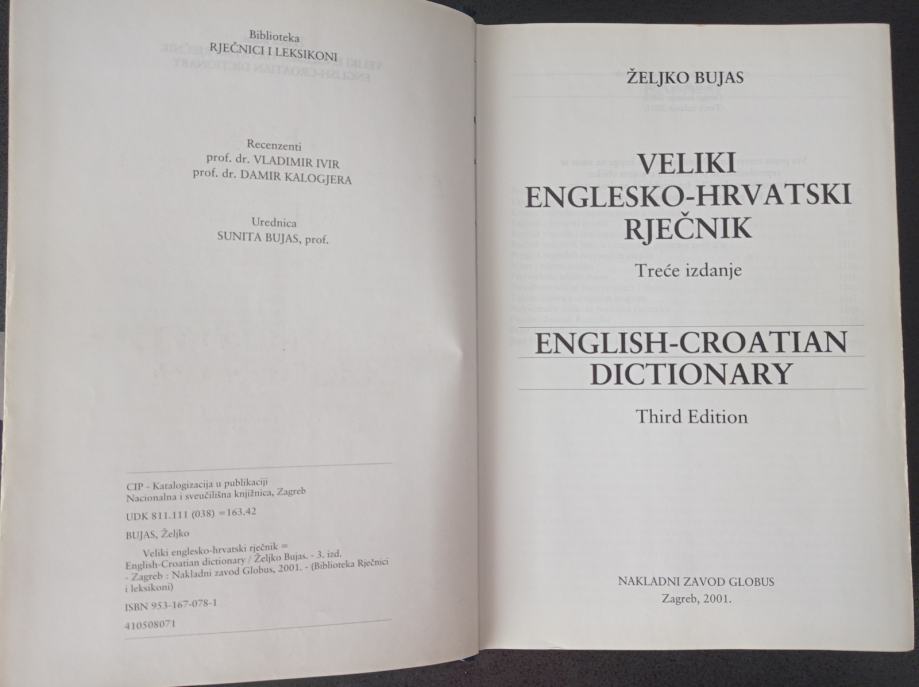 Biblioteka
RJEČNICI I LEKSIKONI
Recenzenti
prof. dr. VLADIMIR IVIR
prof. dr. DAMIR KALOGJERA
Urednica
SUNITA BUJAS, prof.
CIP - Katalogizacija u publikaciji
Nacionalna i sveučilišna knjižnica, Zagreb
UDK 811.111 (038) =163.42
BUJAS, Željko
Veliki englesko-hrvatski rječnik =
English-Croatian dictionary / Željko Bujas. - 3. izd.
- Zagreb : Nakladni zavod Globus, 2001. - (Biblioteka Rječnici
i leksikoni)
ISBN 953-167-078-1
410508071
ŽELJKO BUJAS
VELIKI
ENGLESKO-HRVATSKI
RJEČNIK
Treće izdanje
ENGLISH-CROATIAN
DICTIONARY
Third Edition
NAKLADNI ZAVOD GLOBUS
Zagreb, 2001.